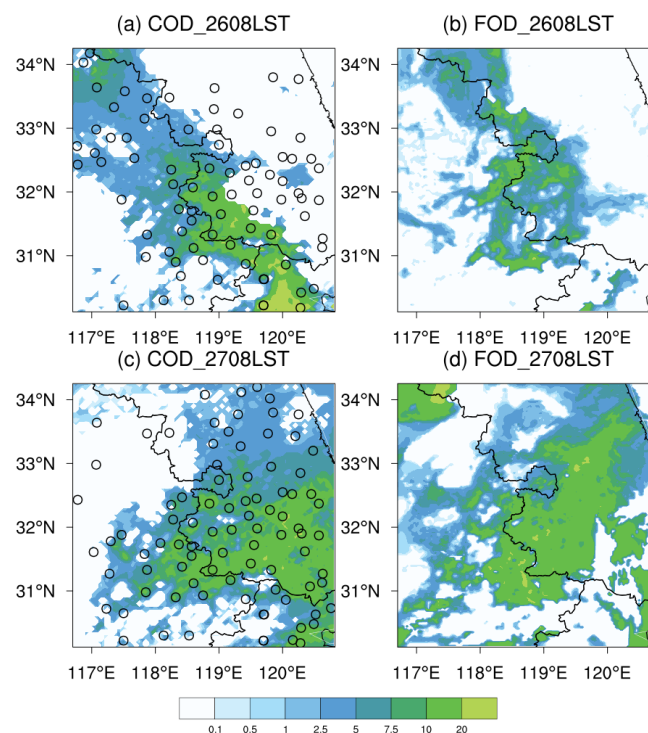 (a) COD_2608LST
(b) FOD_2608LST
34°N
33°N
32°N
31°N
34°N
33°N
32°N
31°N
117°E 118°E 119°E 120°E
117°E 118°E 119°E 120°E
(c) COD_2708LST
(d) FOD_2708LST
34°N
33°N
32°N
31°N
34°N
33°N
32°N
31°N
117°E 118°E 119°E 120°E
117°E 118°E 119°E 120°E
0.1 0.5 1 2.5 5 7.5 10 20